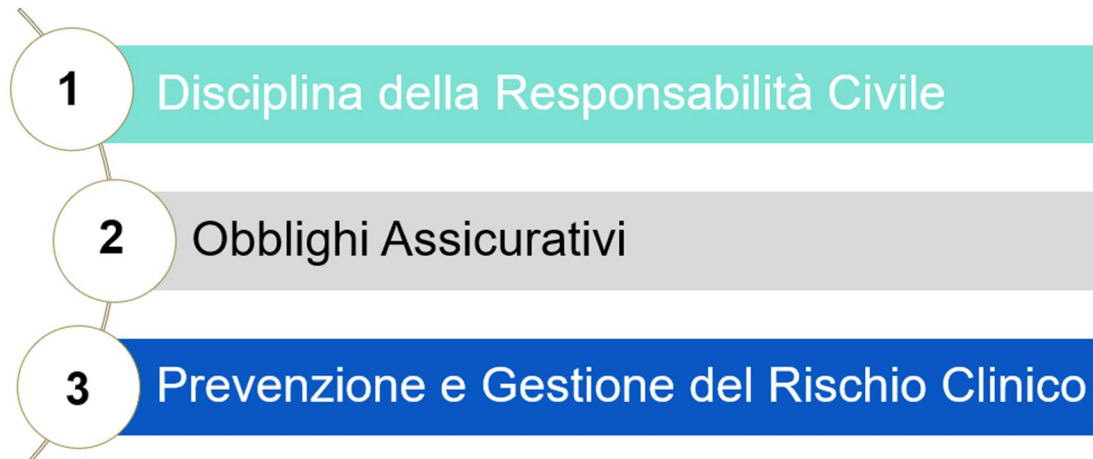 1 Disciplina della Responsabilità Civile
2 Obblighi Assicurativi
3 Prevenzione e Gestione del Rischio Clinico